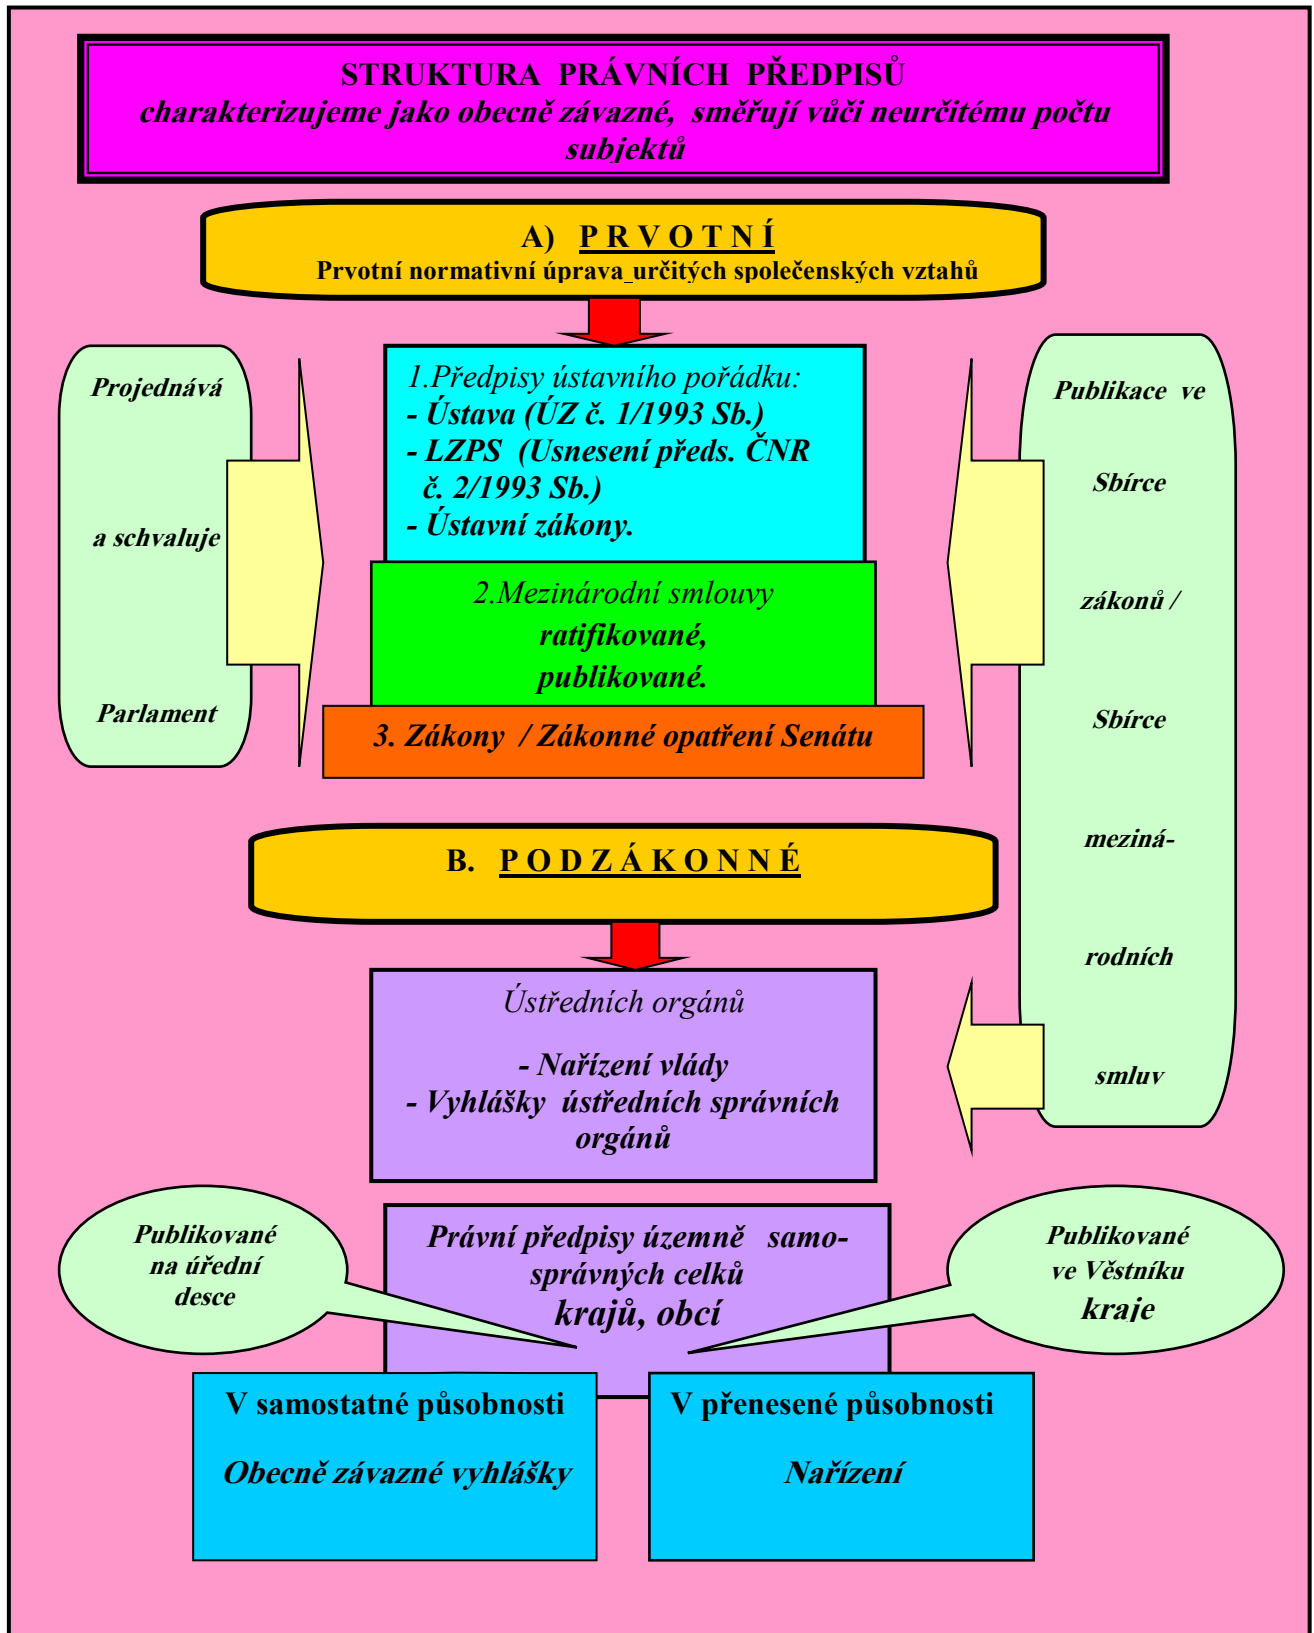 STRUKTURA PRÁVNÍCH PŘEDPISŮ
charakterizujeme jako obecně závazné, směřují vůči neurčitému počtu
subjektů
A) P R V O T N Í
Prvotní normativní úprava určitých společenských vztahů
Projednává
a schvaluje
Parlament
1.Předpisy ústavního pořádku:
- Ústava (ÚZ č. 1/1993 Sb.)
- LZPS (Usnesení předs. ČNR
č. 2/1993 Sb.)
- Ústavní zákony.
2.Mezinárodní smlouvy
ratifikované,
publikované.
3. Zákony / Zákonné opatření Senátu
Publikace ve
Sbírce
zákonů /
Sbírce
meziná-
rodních
smluv
B. P O D Z Á K O N N É
Ústředních orgánů
- Nařízení vlády
- Vyhlášky ústředních správních
orgánů
Publikované
na úřední
desce
Právní předpisy územně samo-
správných celků
krajů, obcí
Publikované
ve Věstníku
kraje
V samostatné působnosti
Obecně závazné vyhlášky
V přenesené působnosti
Nařízení